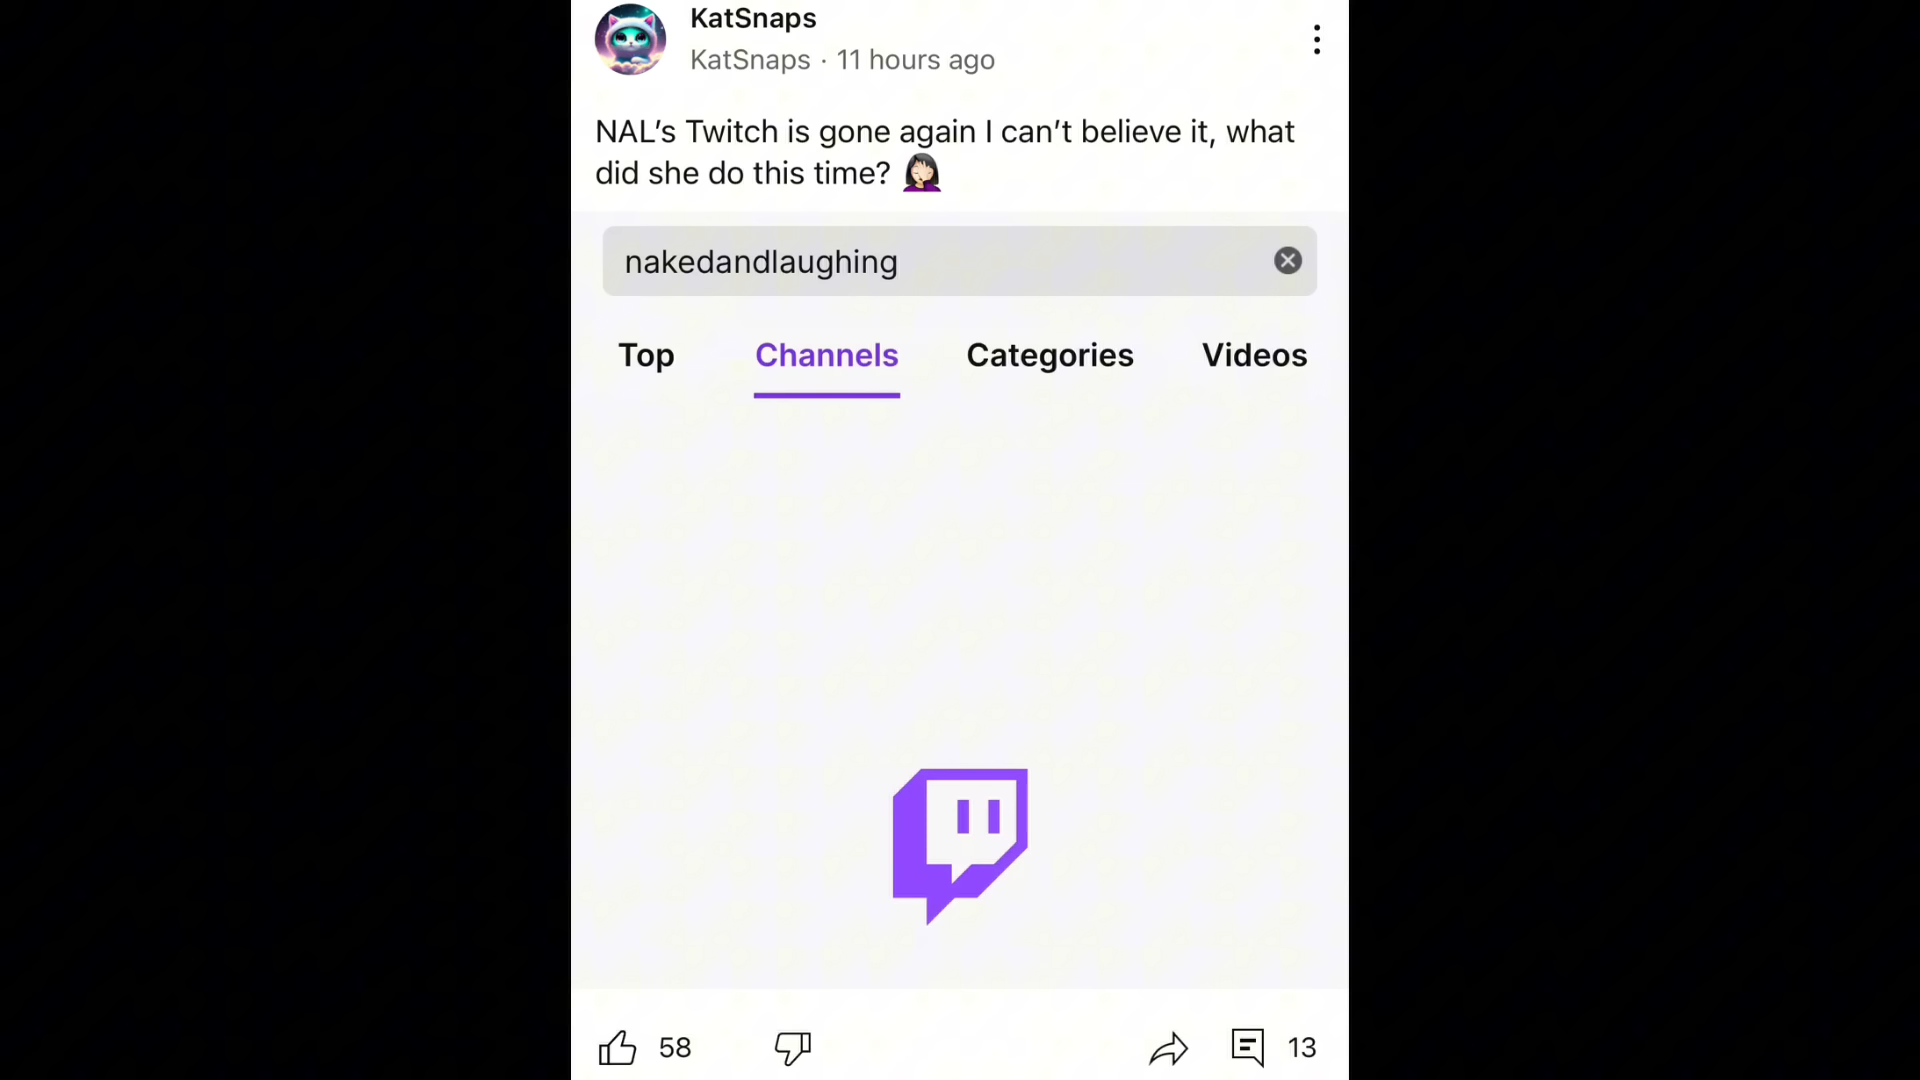 KatSnaps
KatSnaps · 11 hours ago
NAL’s Twitch is gone again I can’t believe it, what
did she do this time? 🤦🏻‍♀️
nakedandlaughing
Top Channels Categories Videos
58 13